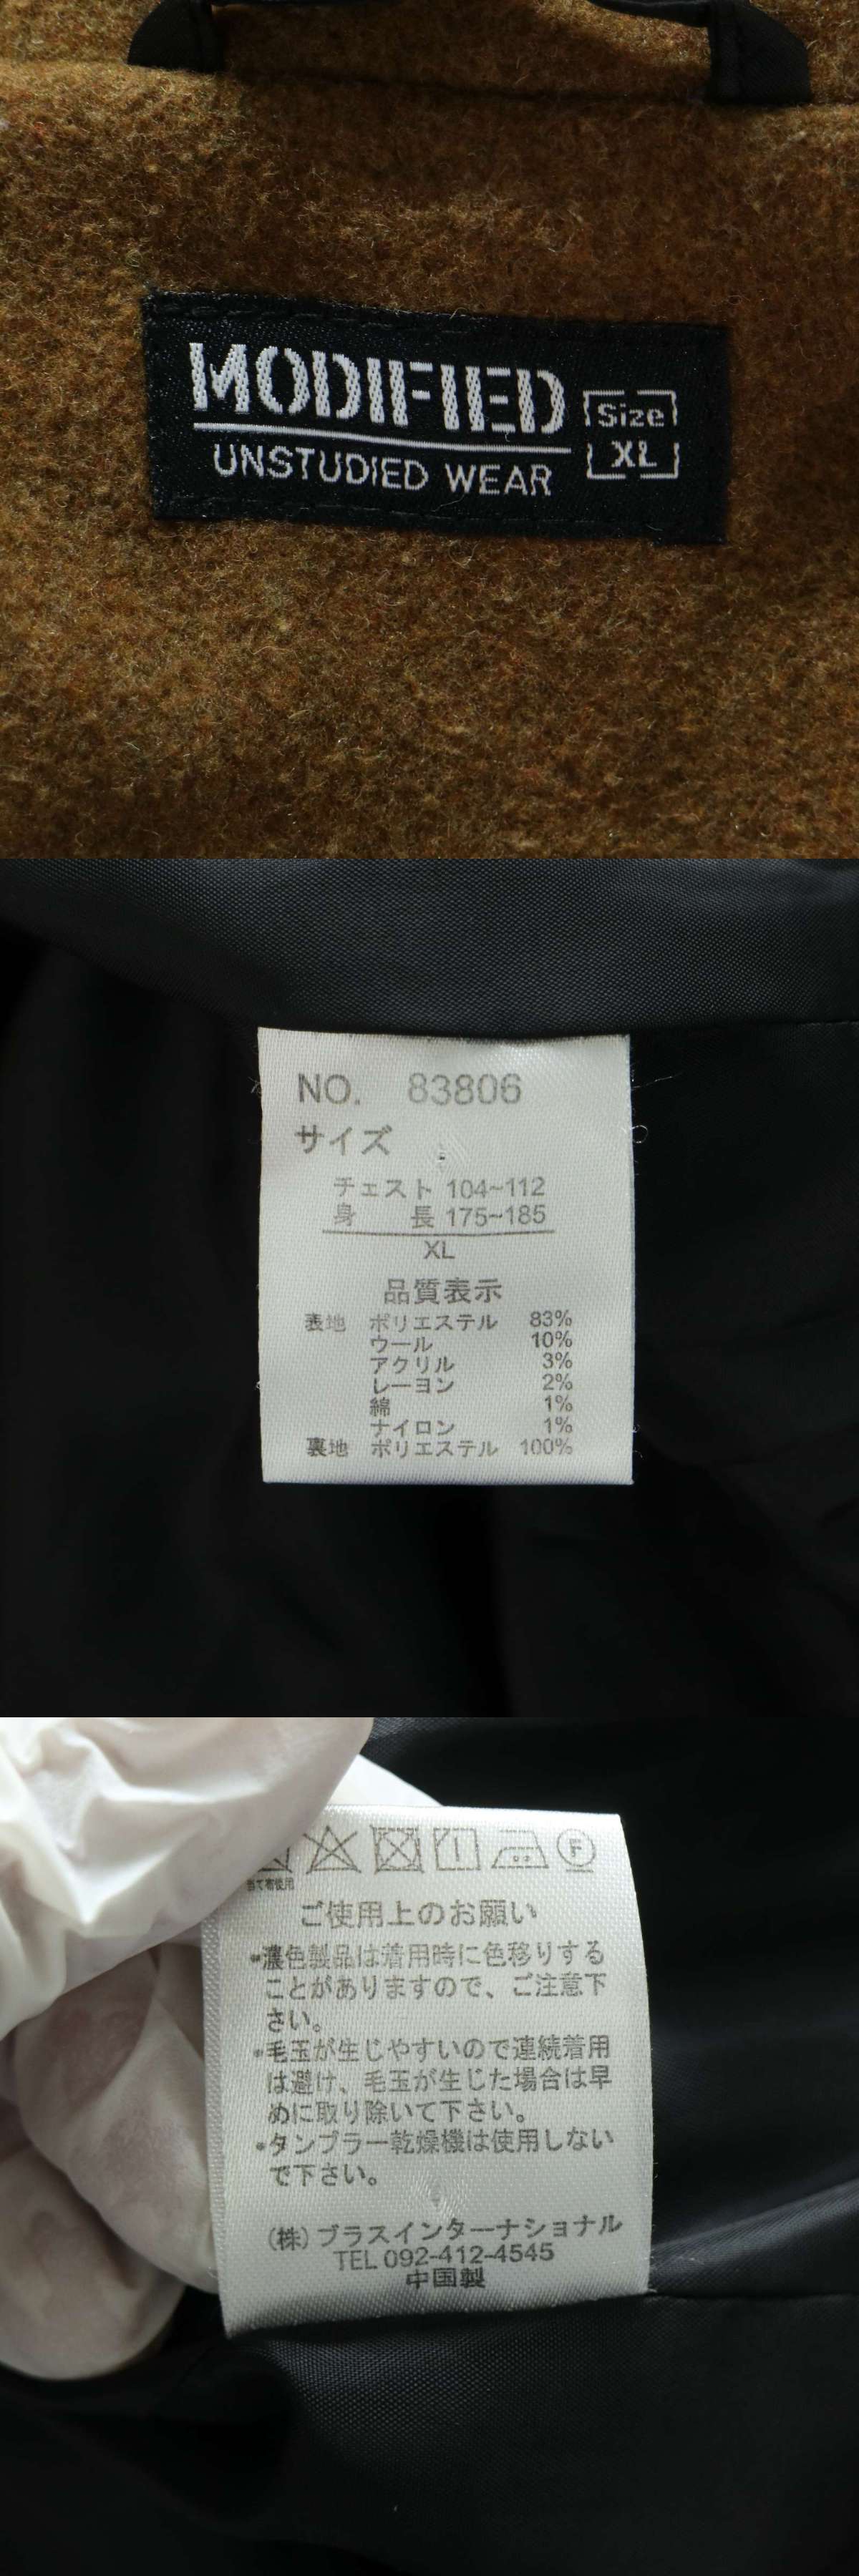 MODIFIED
UNSTUDIED WEAR
Size
XL
NO. 83806
サイズ
チェスト 104~112
身 長 175~185
XL
品質表示
表地 ポリエステル 83%
ウール 10%
アクリル 3%
レーヨン 2%
綿 1%
ナイロン 1%
裏地 ポリエステル 100%
F
当て布使用
ご使用上のお願い
•濃色製品は着用時に色移りする
ことがありますので、ご注意下
さい。
•毛玉が生じやすいので連続着用
は避け、毛玉が生じた場合は早
めに取り除いて下さい。
•タンブラー乾燥機は使用しない
で下さい。
(株)プラスインターナショナル
TEL 092-412-4545
中国製